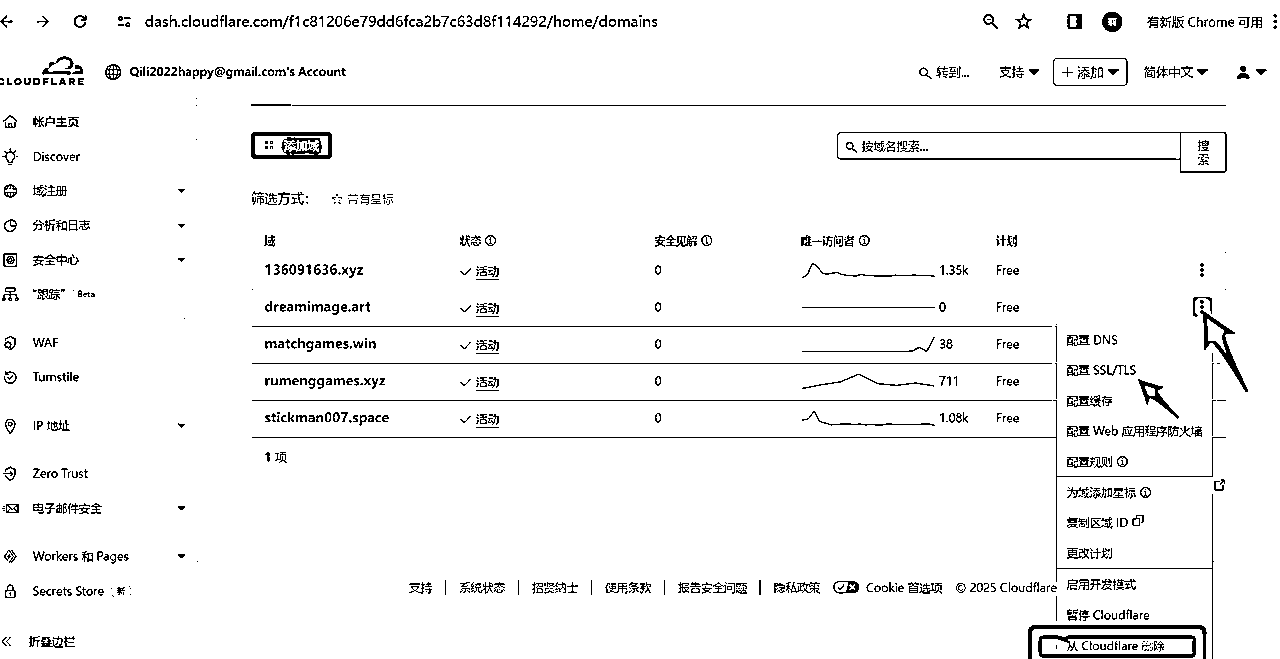 dash.cloudflare.com/f1c81206e79dd6fca2b7c63d8f114292/home/domains
有新版 Chrome 可用
CLOUDFLARE
Qili2022happy@gmail.com's Account
转到...
支持
添加
简体中文
帐户主页
Discover
域注册
分析和日志
安全中心
"跟踪" Beta
WAF
Turnstile
IP 地址
Zero Trust
电子邮件安全
Workers 和 Pages
Secrets Store 新
折叠边栏
添加域
按域名搜索...
搜索
筛选方式:
带有星标
域 状态 安全见解 唯一访问者 计划
136091636.xyz 活动 0 1.35k Free
dreamimage.art 活动 0 0 Free
matchgames.win 活动 0 38 Free
rumenggames.xyz 活动 0 711 Free
stickman007.space 活动 0 1.08k Free
1 项
配置 DNS
配置 SSL/TLS
配置缓存
配置 Web 应用程序防火墙
配置规则
为域添加星标
复制区域 ID
更改计划
启用开发模式
暂停 Cloudflare
从 Cloudflare 删除
支持 系统状态 招贤纳士 使用条款 报告安全问题 隐私政策 Cookie 首选项 © 2025 Cloudflare